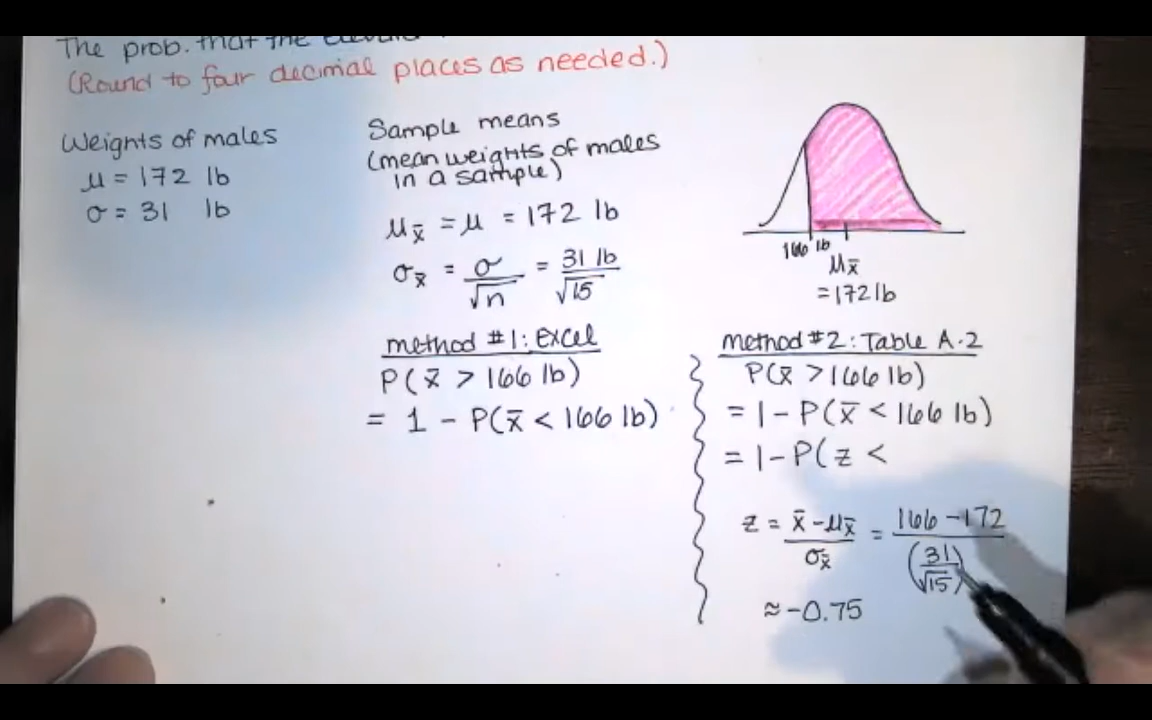 The prob. that the
(Round to four decimal places as needed.)
Weights of males
μ = 172 lb
σ = 31 lb
Sample means
(mean weights of males
in a sample)
μx̄ = μ = 172 lb
σx̄ = σ/√n = 31 lb/√15
166 lb
μx̄
= 172 lb
method #1: Excel
P(x̄ > 166 lb)
= 1 - P(x̄ < 166 lb)
method #2: Table A.2
P(x̄ > 166 lb)
= 1 - P(x̄ < 166 lb)
= 1 - P(z <
z = x̄ - μx̄/σx̄ = 166 - 172/(31/√15)
≈ -0.75